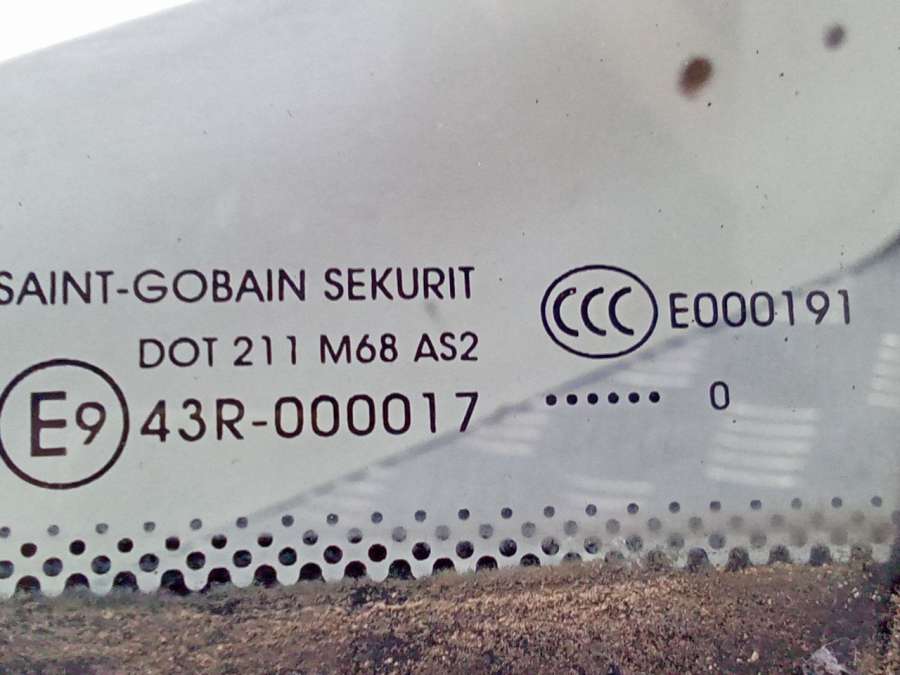 SAINT-GOBAIN SEKURIT
DOT 211 M68 AS2
E9 43R-000017
CCC E000191
...... 0